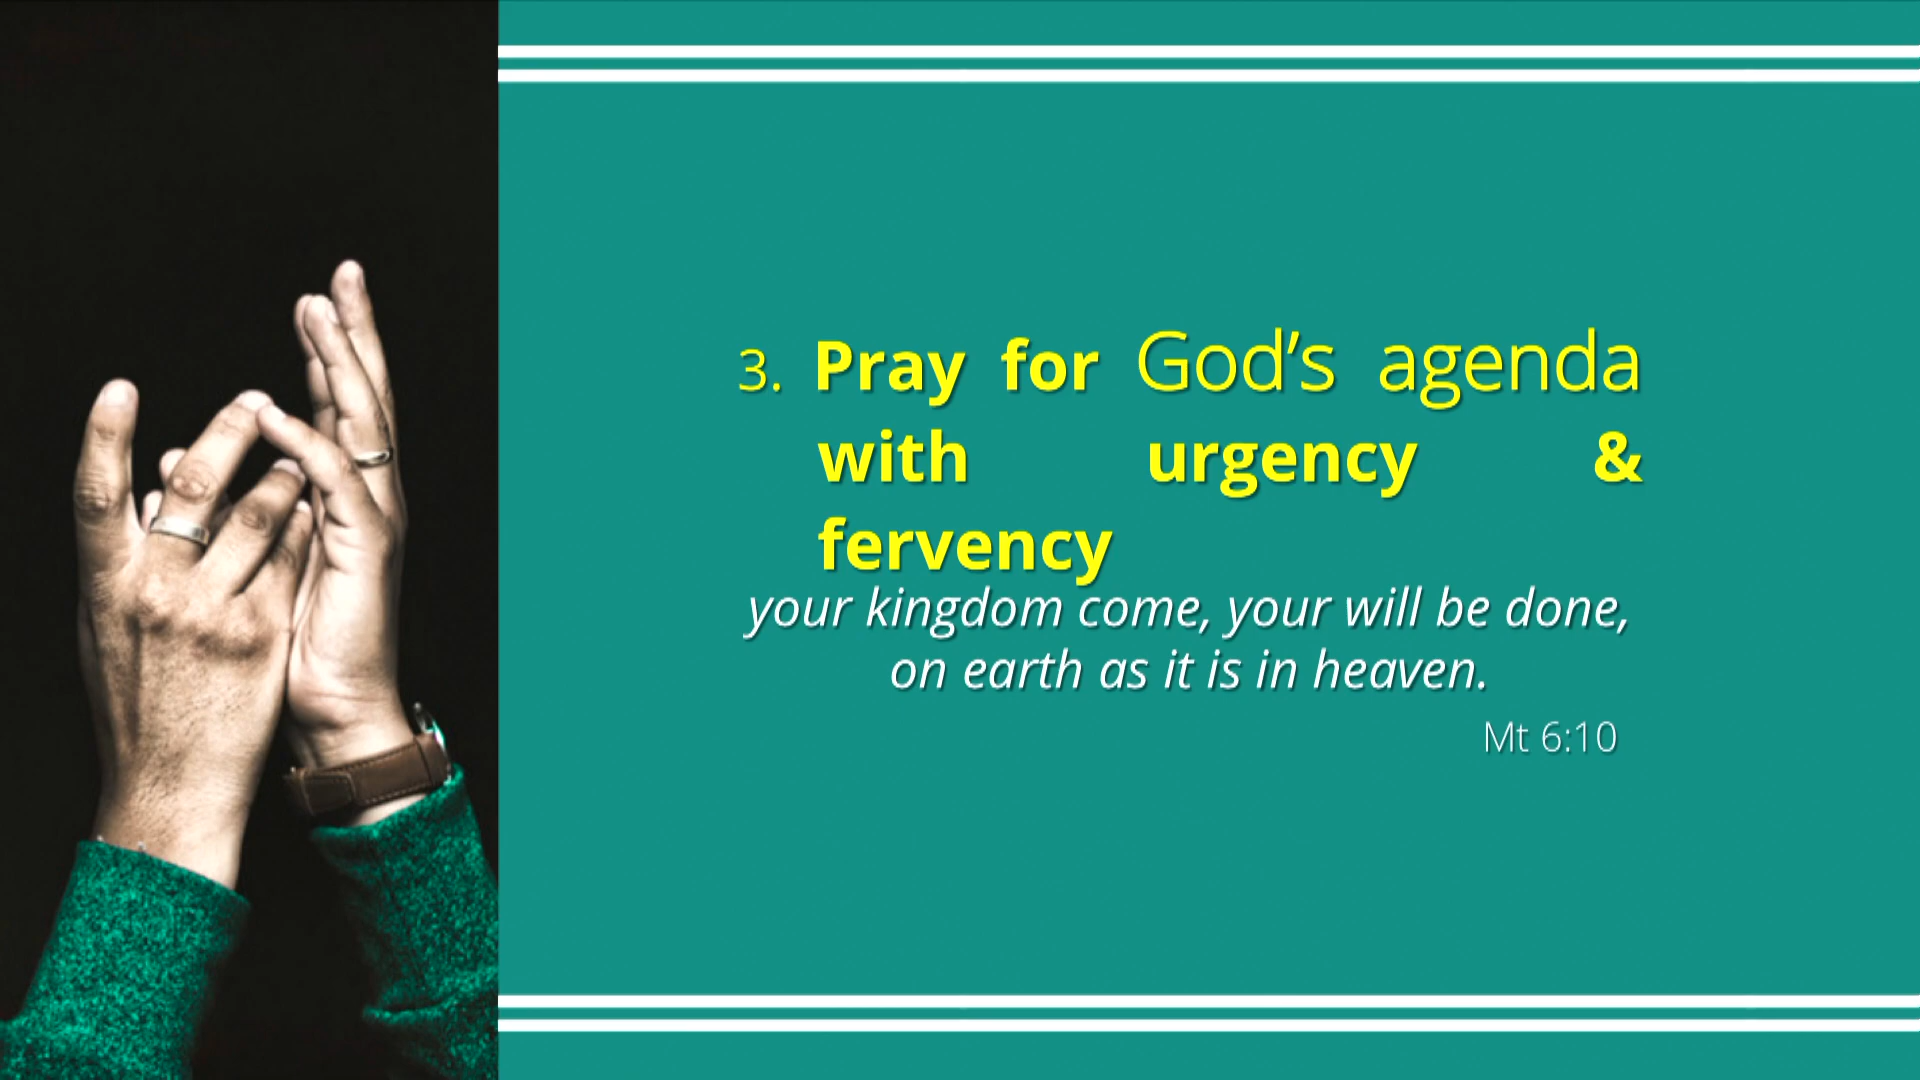 3. Pray for God’s agenda
with urgency &
fervency
your kingdom come, your will be done,
on earth as it is in heaven.
Mt 6:10